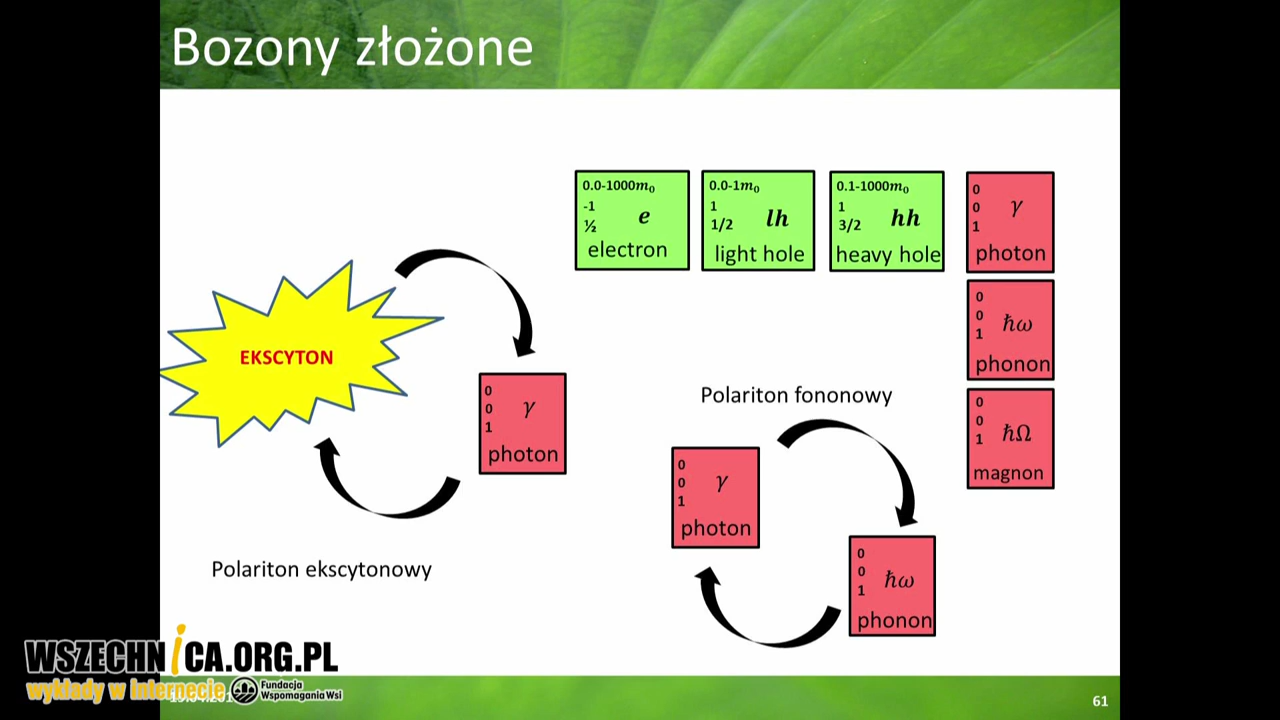 Bozony złożone
0.0-1000m₀
-1
½
e
electron
0.0-1m₀
1
1/2
lh
light hole
0.1-1000m₀
1
3/2
hh
heavy hole
0
0
1
γ
photon
0
0
1
ħω
phonon
0
0
1
ħΩ
magnon
EKSCYTON
0
0
1
γ
photon
Polariton ekscytonowy
Polariton fononowy
0
0
1
γ
photon
0
0
1
ħω
phonon
WSZECHNiCA.ORG.PL
wykłady w internecie
Fundacja
Wspomagania Wsi
61